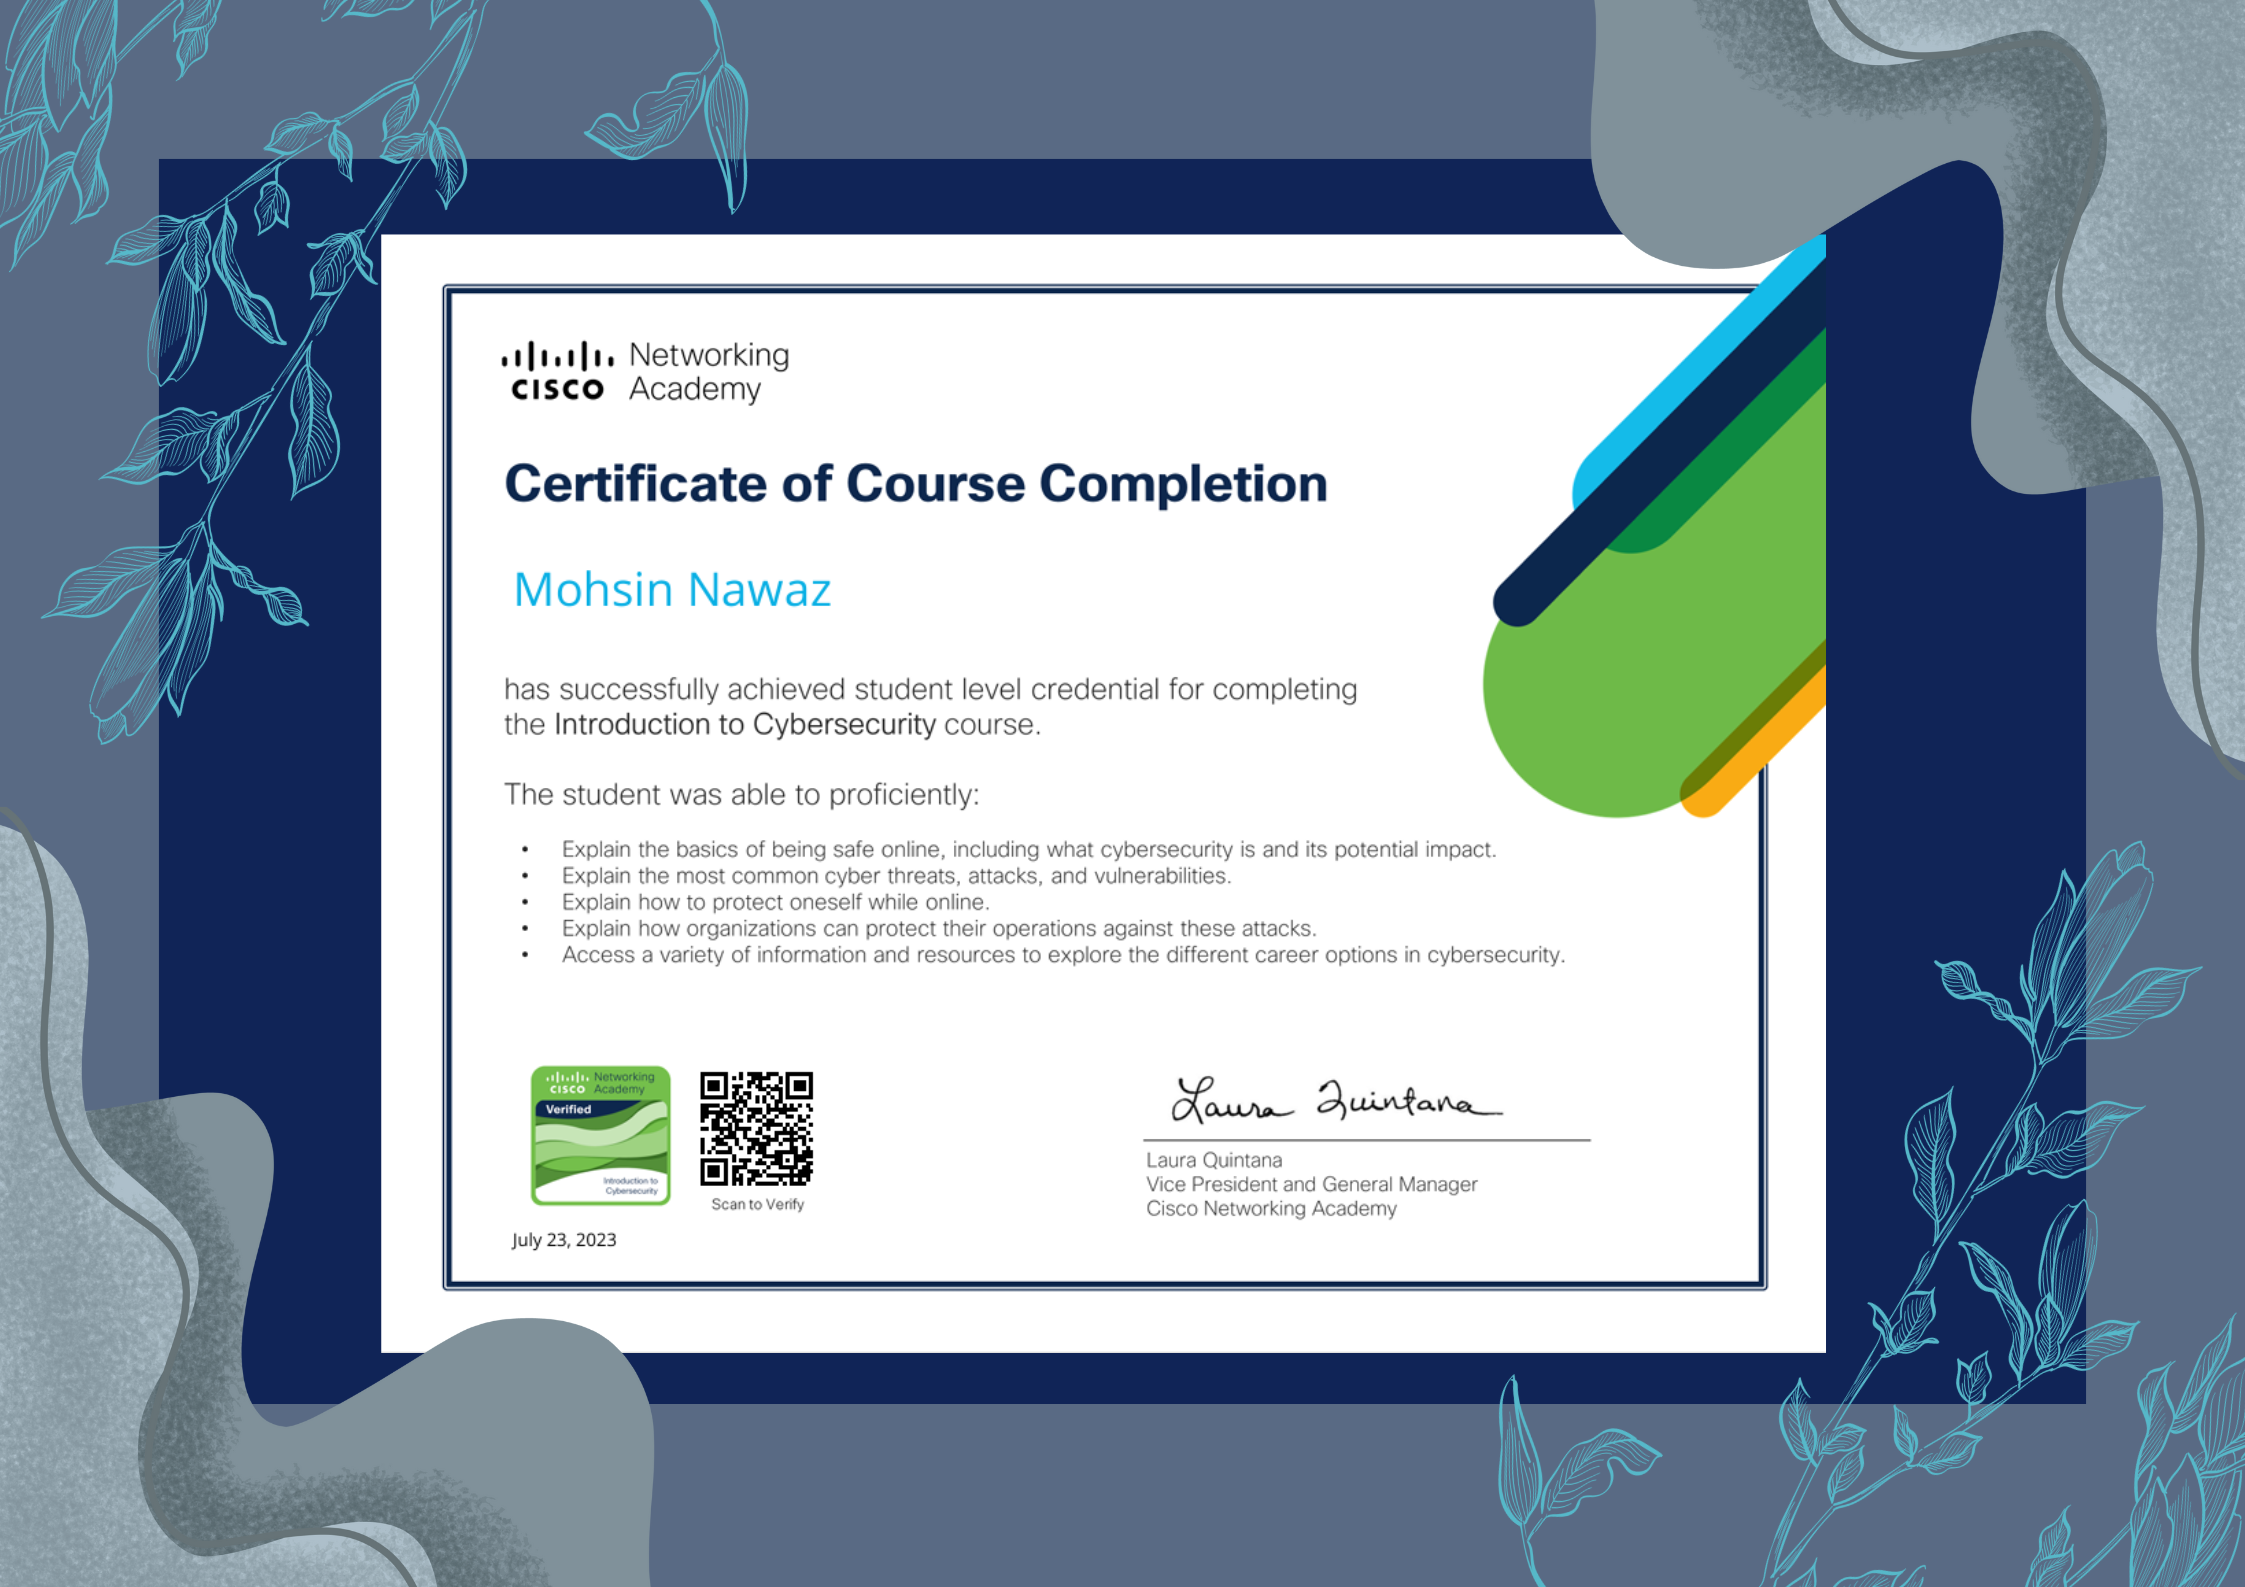 Networking
CISCO Academy
Certificate of Course Completion
Mohsin Nawaz
has successfully achieved student level credential for completing
the Introduction to Cybersecurity course.
The student was able to proficiently:
• Explain the basics of being safe online, including what cybersecurity is and its potential impact.
• Explain the most common cyber threats, attacks, and vulnerabilities.
• Explain how to protect oneself while online.
• Explain how organizations can protect their operations against these attacks.
• Access a variety of information and resources to explore the different career options in cybersecurity.
Networking
CISCO Academy
Verified
Introduction to
Cybersecurity
Scan to Verify
July 23, 2023
Laura Quintana
Laura Quintana
Vice President and General Manager
Cisco Networking Academy